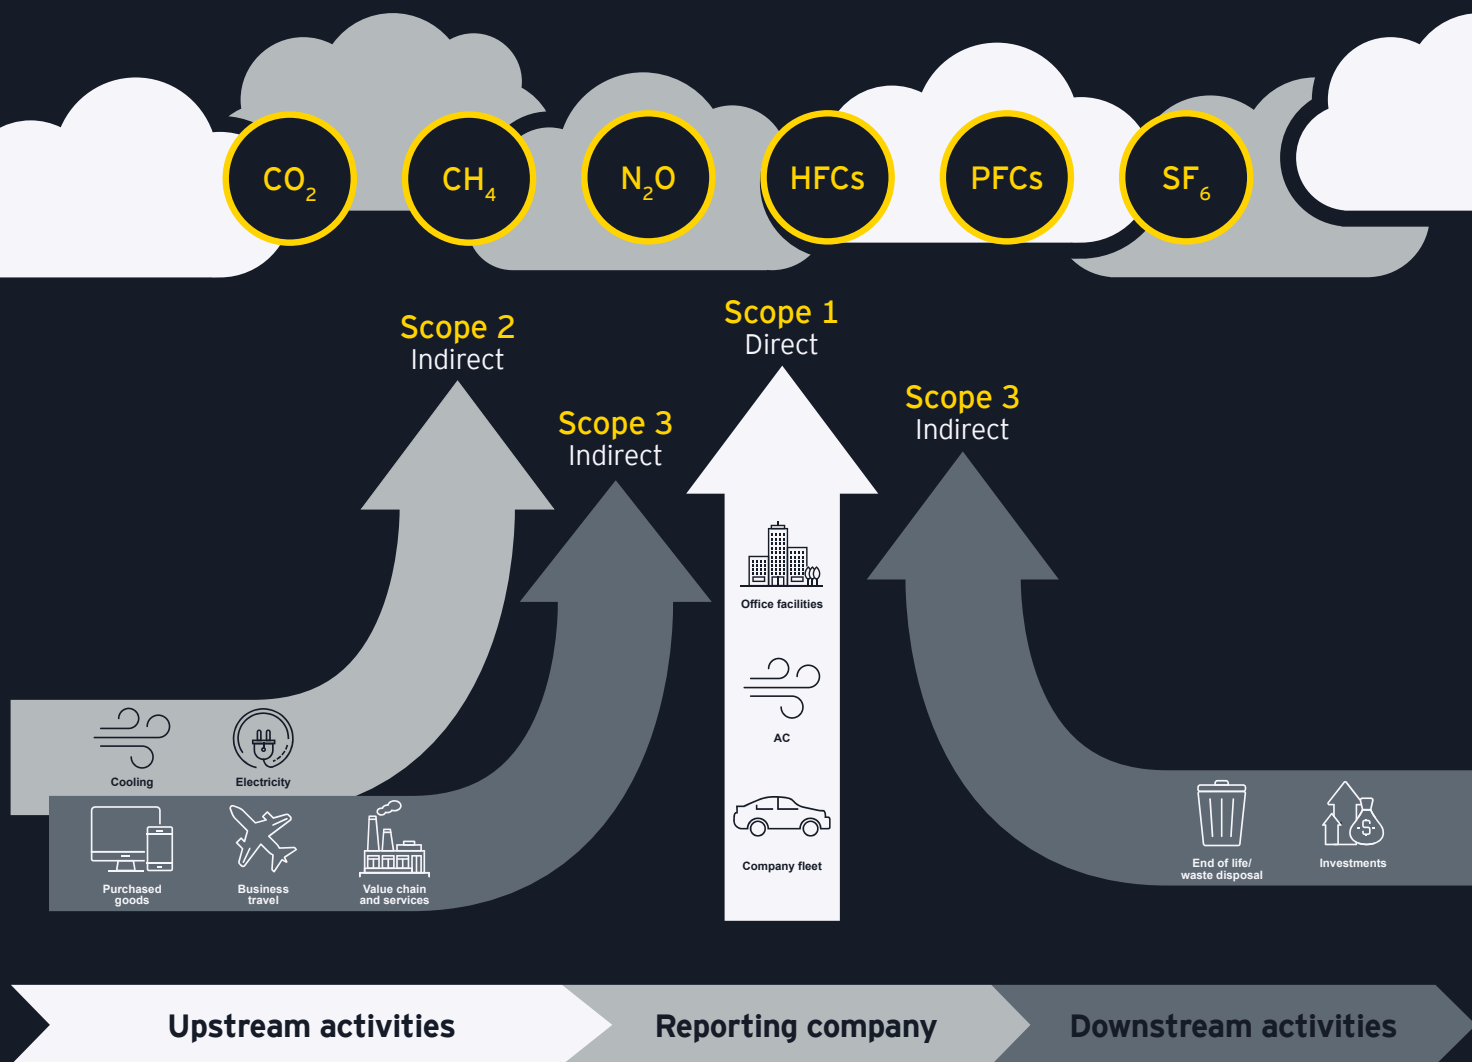 CO₂
CH₄
N₂O
HFCs
PFCs
SF₆
Scope 2
Indirect
Scope 3
Indirect
Scope 1
Direct
Scope 3
Indirect
Office facilities
AC
Company fleet
Cooling
Electricity
Purchased
goods
Business
travel
Value chain
and services
End of life/
waste disposal
Investments
$
Upstream activities
Reporting company
Downstream activities